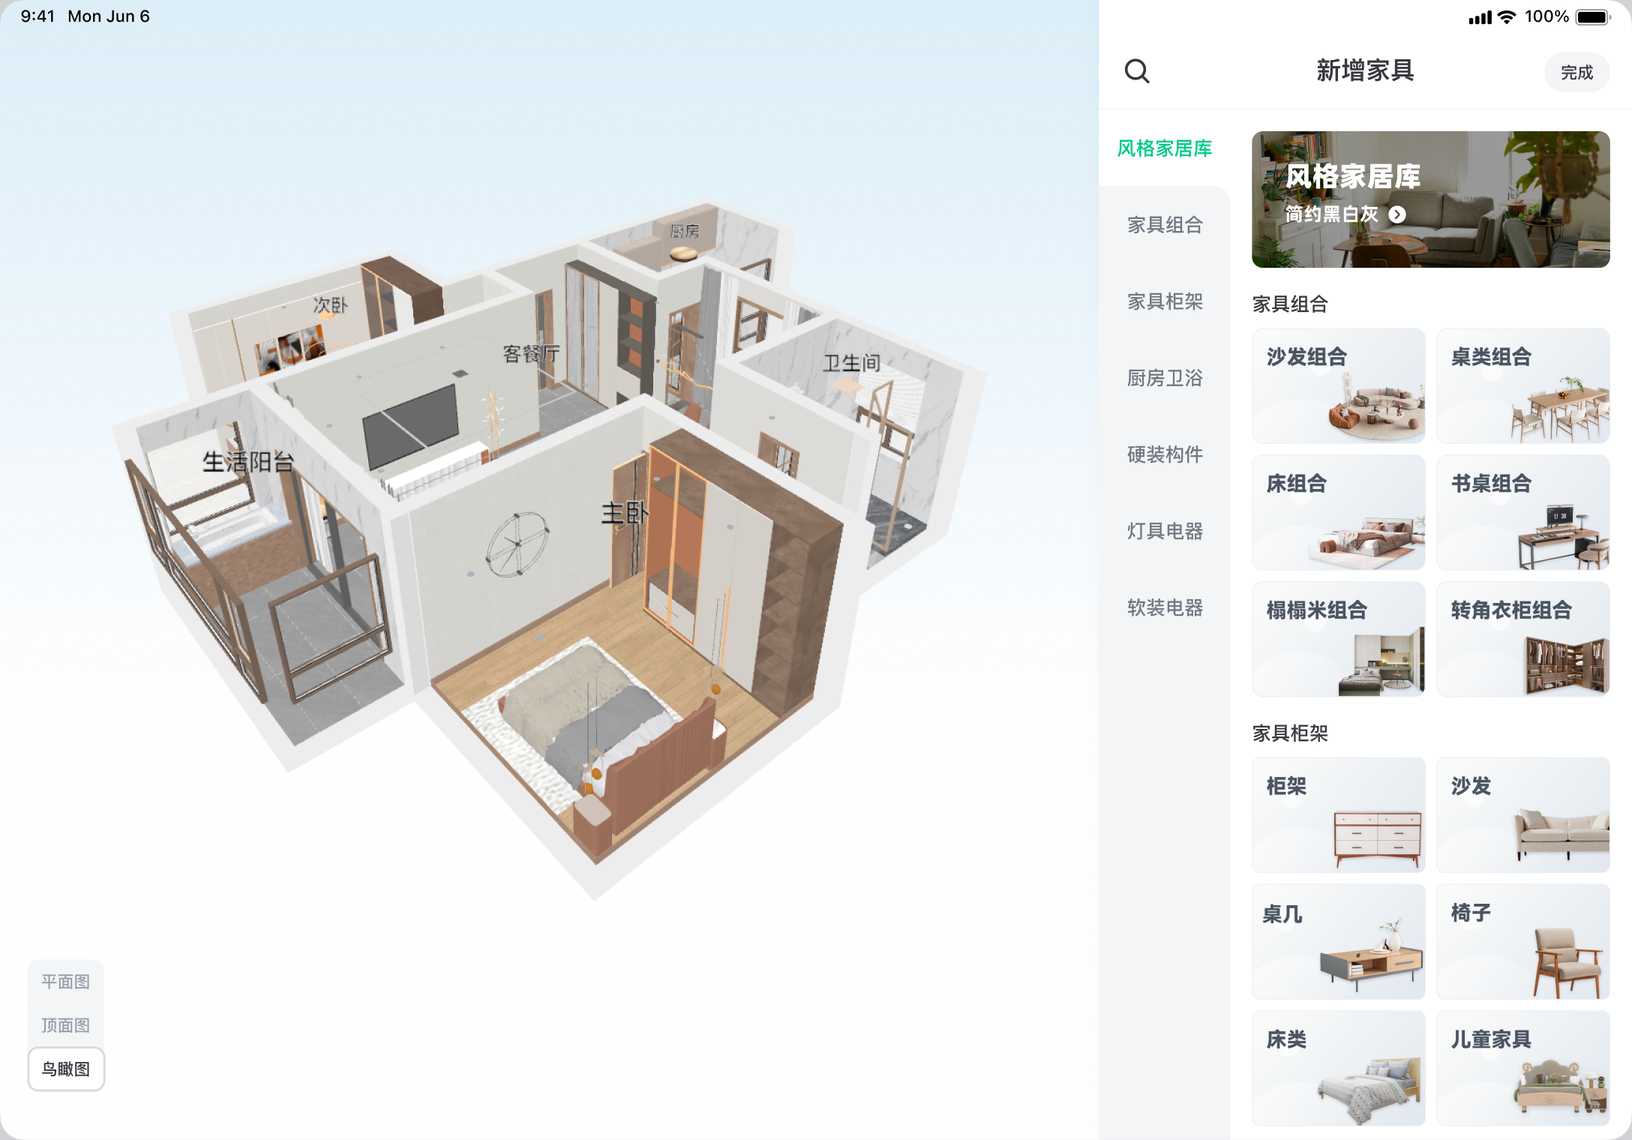 9:41 Mon Jun 6
100%
新增家具
完成
风格家居库
家具组合
家具柜架
厨房卫浴
硬装构件
灯具电器
软装电器
风格家居库
简约黑白灰
家具组合
沙发组合
桌类组合
床组合
书桌组合
榻榻米组合
转角衣柜组合
家具柜架
柜架
沙发
桌几
椅子
床类
儿童家具
厨房
次卧
客餐厅
卫生间
生活阳台
主卧
平面图
顶面图
鸟瞰图